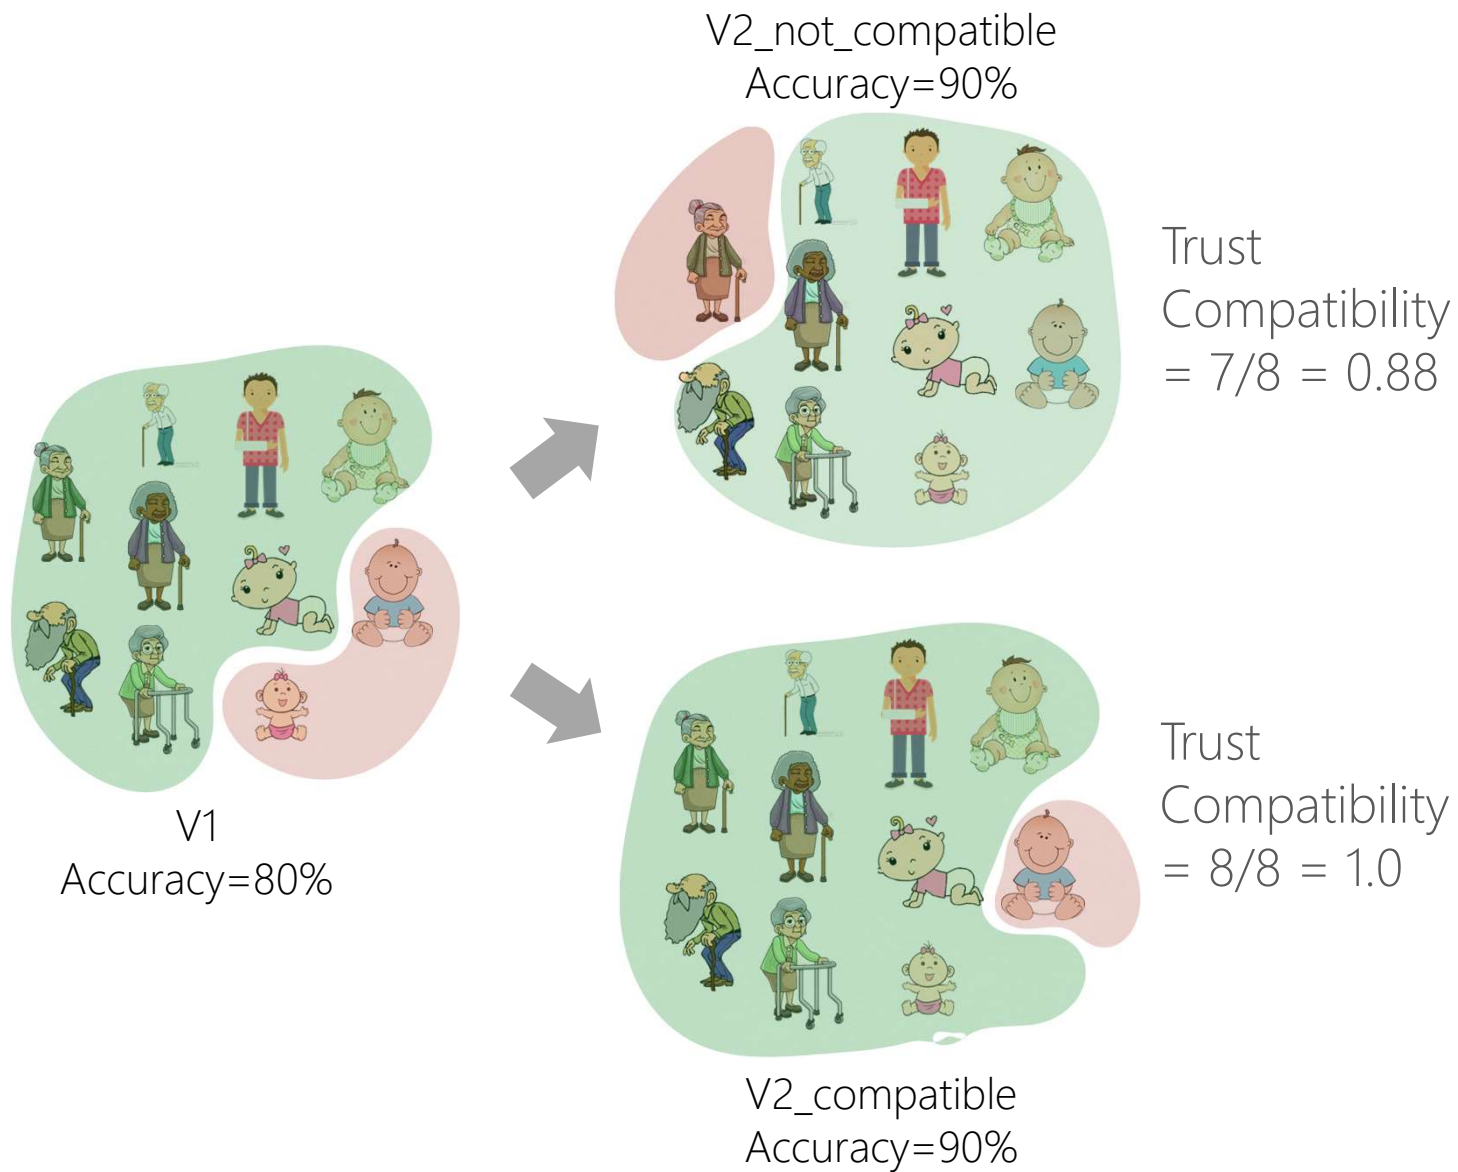 V2_not_compatible
Accuracy=90%
Trust
Compatibility
= 7/8 = 0.88
V1
Accuracy=80%
Trust
Compatibility
= 8/8 = 1.0
V2_compatible
Accuracy=90%